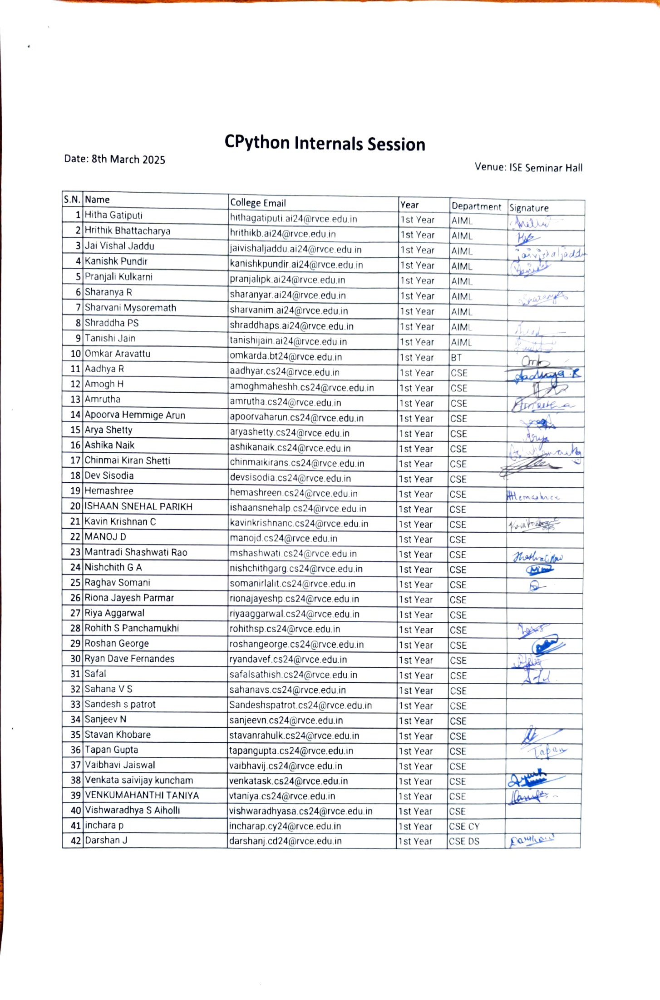 CPython Internals Session
Date: 8th March 2025
Venue: ISE Seminar Hall
S.N. Name College Email Year Department Signature
1 Hitha Gatiputi hithagatiputi.ai24@rvce.edu.in 1st Year AIML
2 Hrithik Bhattacharya hrithikb.ai24@rvce.edu.in 1st Year AIML
3 Jai Vishal Jaddu jaivishaljaddu.ai24@rvce.edu.in 1st Year AIML jaivishaljaddu
4 Kanishk Pundir kanishkpundir.ai24@rvce.edu.in 1st Year AIML
5 Pranjali Kulkarni pranjalipk.ai24@rvce.edu.in 1st Year AIML
6 Sharanya R sharanyar.ai24@rvce.edu.in 1st Year AIML Sharanya
7 Sharvani Mysoremath sharvanim.ai24@rvce.edu.in 1st Year AIML
8 Shraddha PS shraddhaps.ai24@rvce.edu.in 1st Year AIML
9 Tanishi Jain tanishijain.ai24@rvce.edu.in 1st Year AIML
10 Omkar Aravattu omkarda.bt24@rvce.edu.in 1st Year BT
11 Aadhya R aadhyar.cs24@rvce.edu.in 1st Year CSE Aadhya.R
12 Amogh H amoghmaheshh.cs24@rvce.edu.in 1st Year CSE
13 Amrutha amrutha.cs24@rvce.edu.in 1st Year CSE Amrutha
14 Apoorva Hemmige Arun apoorvaharun.cs24@rvce.edu.in 1st Year CSE
15 Arya Shetty aryashetty.cs24@rvce.edu.in 1st Year CSE Arya
16 Ashika Naik ashikanaik.cs24@rvce.edu.in 1st Year CSE
17 Chinmai Kiran Shetti chinmaikirans.cs24@rvce.edu.in 1st Year CSE
18 Dev Sisodia devsisodia.cs24@rvce.edu.in 1st Year CSE
19 Hemashree hemashreen.cs24@rvce.edu.in 1st Year CSE Hemashree
20 ISHAAN SNEHAL PARIKH ishaansnehalp.cs24@rvce.edu.in 1st Year CSE
21 Kavin Krishnan C kavinkrishnanc.cs24@rvce.edu.in 1st Year CSE
22 MANOJ D manojd.cs24@rvce.edu.in 1st Year CSE
23 Mantradi Shashwati Rao mshashwati.cs24@rvce.edu.in 1st Year CSE Shashwati Rao
24 Nishchith G A nishchithgarg.cs24@rvce.edu.in 1st Year CSE
25 Raghav Somani somanirlalit.cs24@rvce.edu.in 1st Year CSE
26 Riona Jayesh Parmar rionajayeshp.cs24@rvce.edu.in 1st Year CSE
27 Riya Aggarwal riyaaggarwal.cs24@rvce.edu.in 1st Year CSE
28 Rohith S Panchamukhi rohithsp.cs24@rvce.edu.in 1st Year CSE
29 Roshan George roshangeorge.cs24@rvce.edu.in 1st Year CSE
30 Ryan Dave Fernandes ryandavef.cs24@rvce.edu.in 1st Year CSE
31 Safal safalsathish.cs24@rvce.edu.in 1st Year CSE
32 Sahana V S sahanavs.cs24@rvce.edu.in 1st Year CSE
33 Sandesh s patrot Sandeshspatrot.cs24@rvce.edu.in 1st Year CSE
34 Sanjeev N sanjeevn.cs24@rvce.edu.in 1st Year CSE
35 Stavan Khobare stavanrahulk.cs24@rvce.edu.in 1st Year CSE
36 Tapan Gupta tapangupta.cs24@rvce.edu.in 1st Year CSE Tapan
37 Vaibhavi Jaiswal vaibhavij.cs24@rvce.edu.in 1st Year CSE
38 Venkata saivijay kuncham venkatask.cs24@rvce.edu.in 1st Year CSE
39 VENKUMAHANTHI TANIYA vtaniya.cs24@rvce.edu.in 1st Year CSE
40 Vishwaradhya S Aiholli vishwaradhyasa.cs24@rvce.edu.in 1st Year CSE
41 inchara p incharap.cy24@rvce.edu.in 1st Year CSE CY
42 Darshan J darshanj.cd24@rvce.edu.in 1st Year CSE DS Darshan